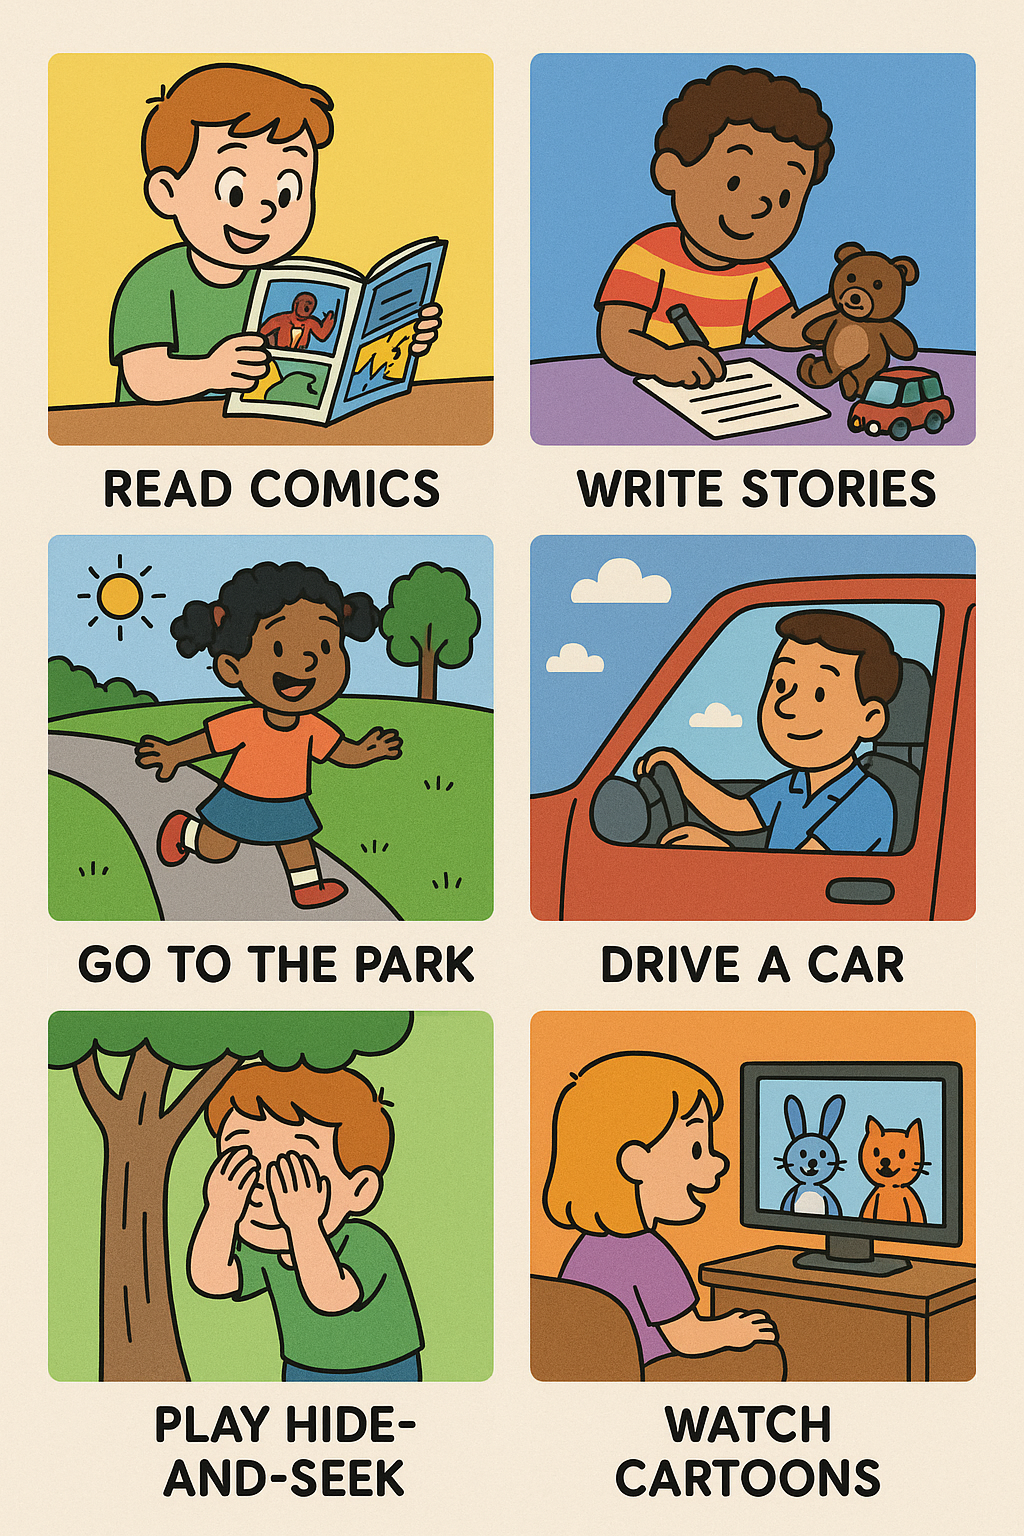 READ COMICS
WRITE STORIES
GO TO THE PARK
DRIVE A CAR
PLAY HIDE-
AND-SEEK
WATCH
CARTOONS